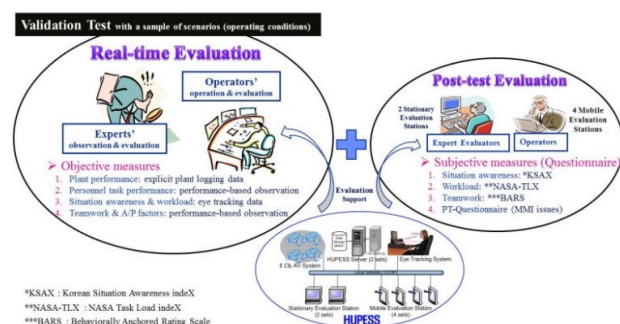 Validation Test with a sample of scenarios (operating conditions)
Real-time Evaluation
Operators'
operation & evaluation
Experts'
observation & evaluation
➤ Objective measures
1. Plant performance: explicit plant logging data
2. Personnel task performance: performance-based observation
3. Situation awareness & workload: eye tracking data
4. Teamwork & A/P factors: performance-based observation
Post-test Evaluation
2 Stationary
Evaluation
Stations
4 Mobile
Evaluation
Stations
Expert Evaluators
Operators
➤ Subjective measures (Questionnaire)
1. Situation awareness: *KSAX
2. Workload: **NASA-TLX
3. Teamwork: ***BARS
4. PT-Questionnaire (MMI issues)
Evaluation
Support
HUPESS
Server (2 sets)
Eye Tracking System
AV System
Stationary Evaluation Station
(2 sets)
Mobile Evaluation Station
(4 sets)
HUPESS
*KSAX: Korean Situation Awareness indeX
**NASA-TLX : NASA Task Load indeX
***BARS : Behaviorally Anchored Rating Scale